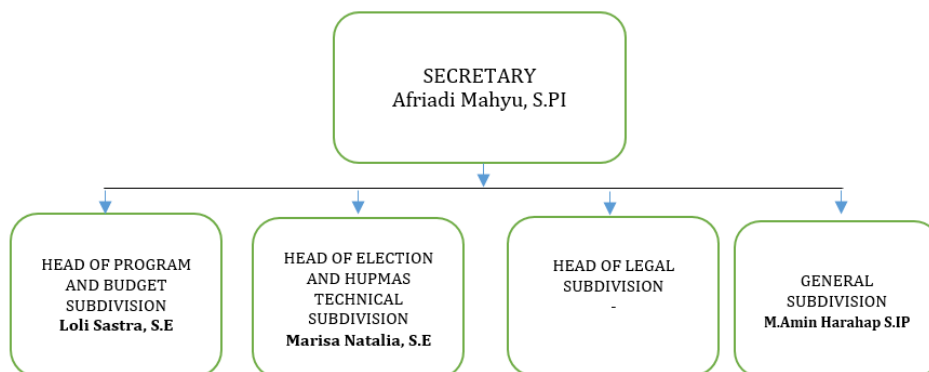 SECRETARY
Afriadi Mahyu, S.PI
HEAD OF PROGRAM
AND BUDGET
SUBDIVISION
Loli Sastra, S.E
HEAD OF ELECTION
AND HUPMAS
TECHNICAL
SUBDIVISION
Marisa Natalia, S.E
HEAD OF LEGAL
SUBDIVISION
-
GENERAL
SUBDIVISION
M.Amin Harahap S.IP